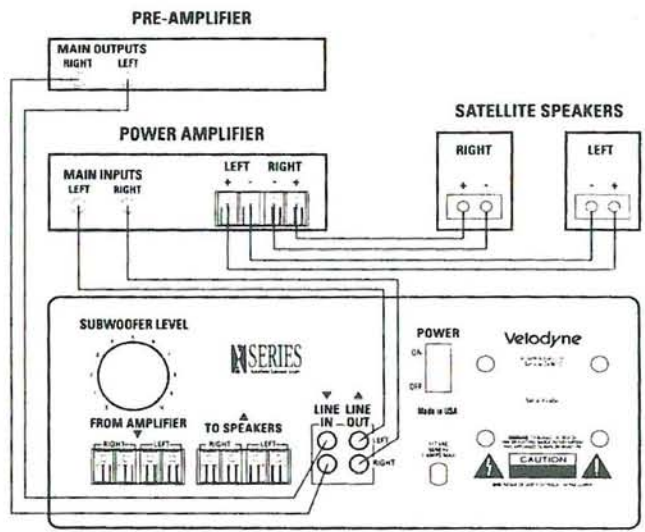 PRE-AMPLIFIER
MAIN OUTPUTS
RIGHT LEFT
POWER AMPLIFIER
MAIN INPUTS
LEFT RIGHT
LEFT RIGHT
+ - - +
SATELLITE SPEAKERS
RIGHT
+ -
LEFT
- +
SUBWOOFER LEVEL
SERIES
FROM AMPLIFIER
RIGHT LEFT
TO SPEAKERS
RIGHT LEFT
LINE IN
LINE OUT
LEFT
RIGHT
POWER
ON
OFF
Made in USA
Velodyne
CAUTION